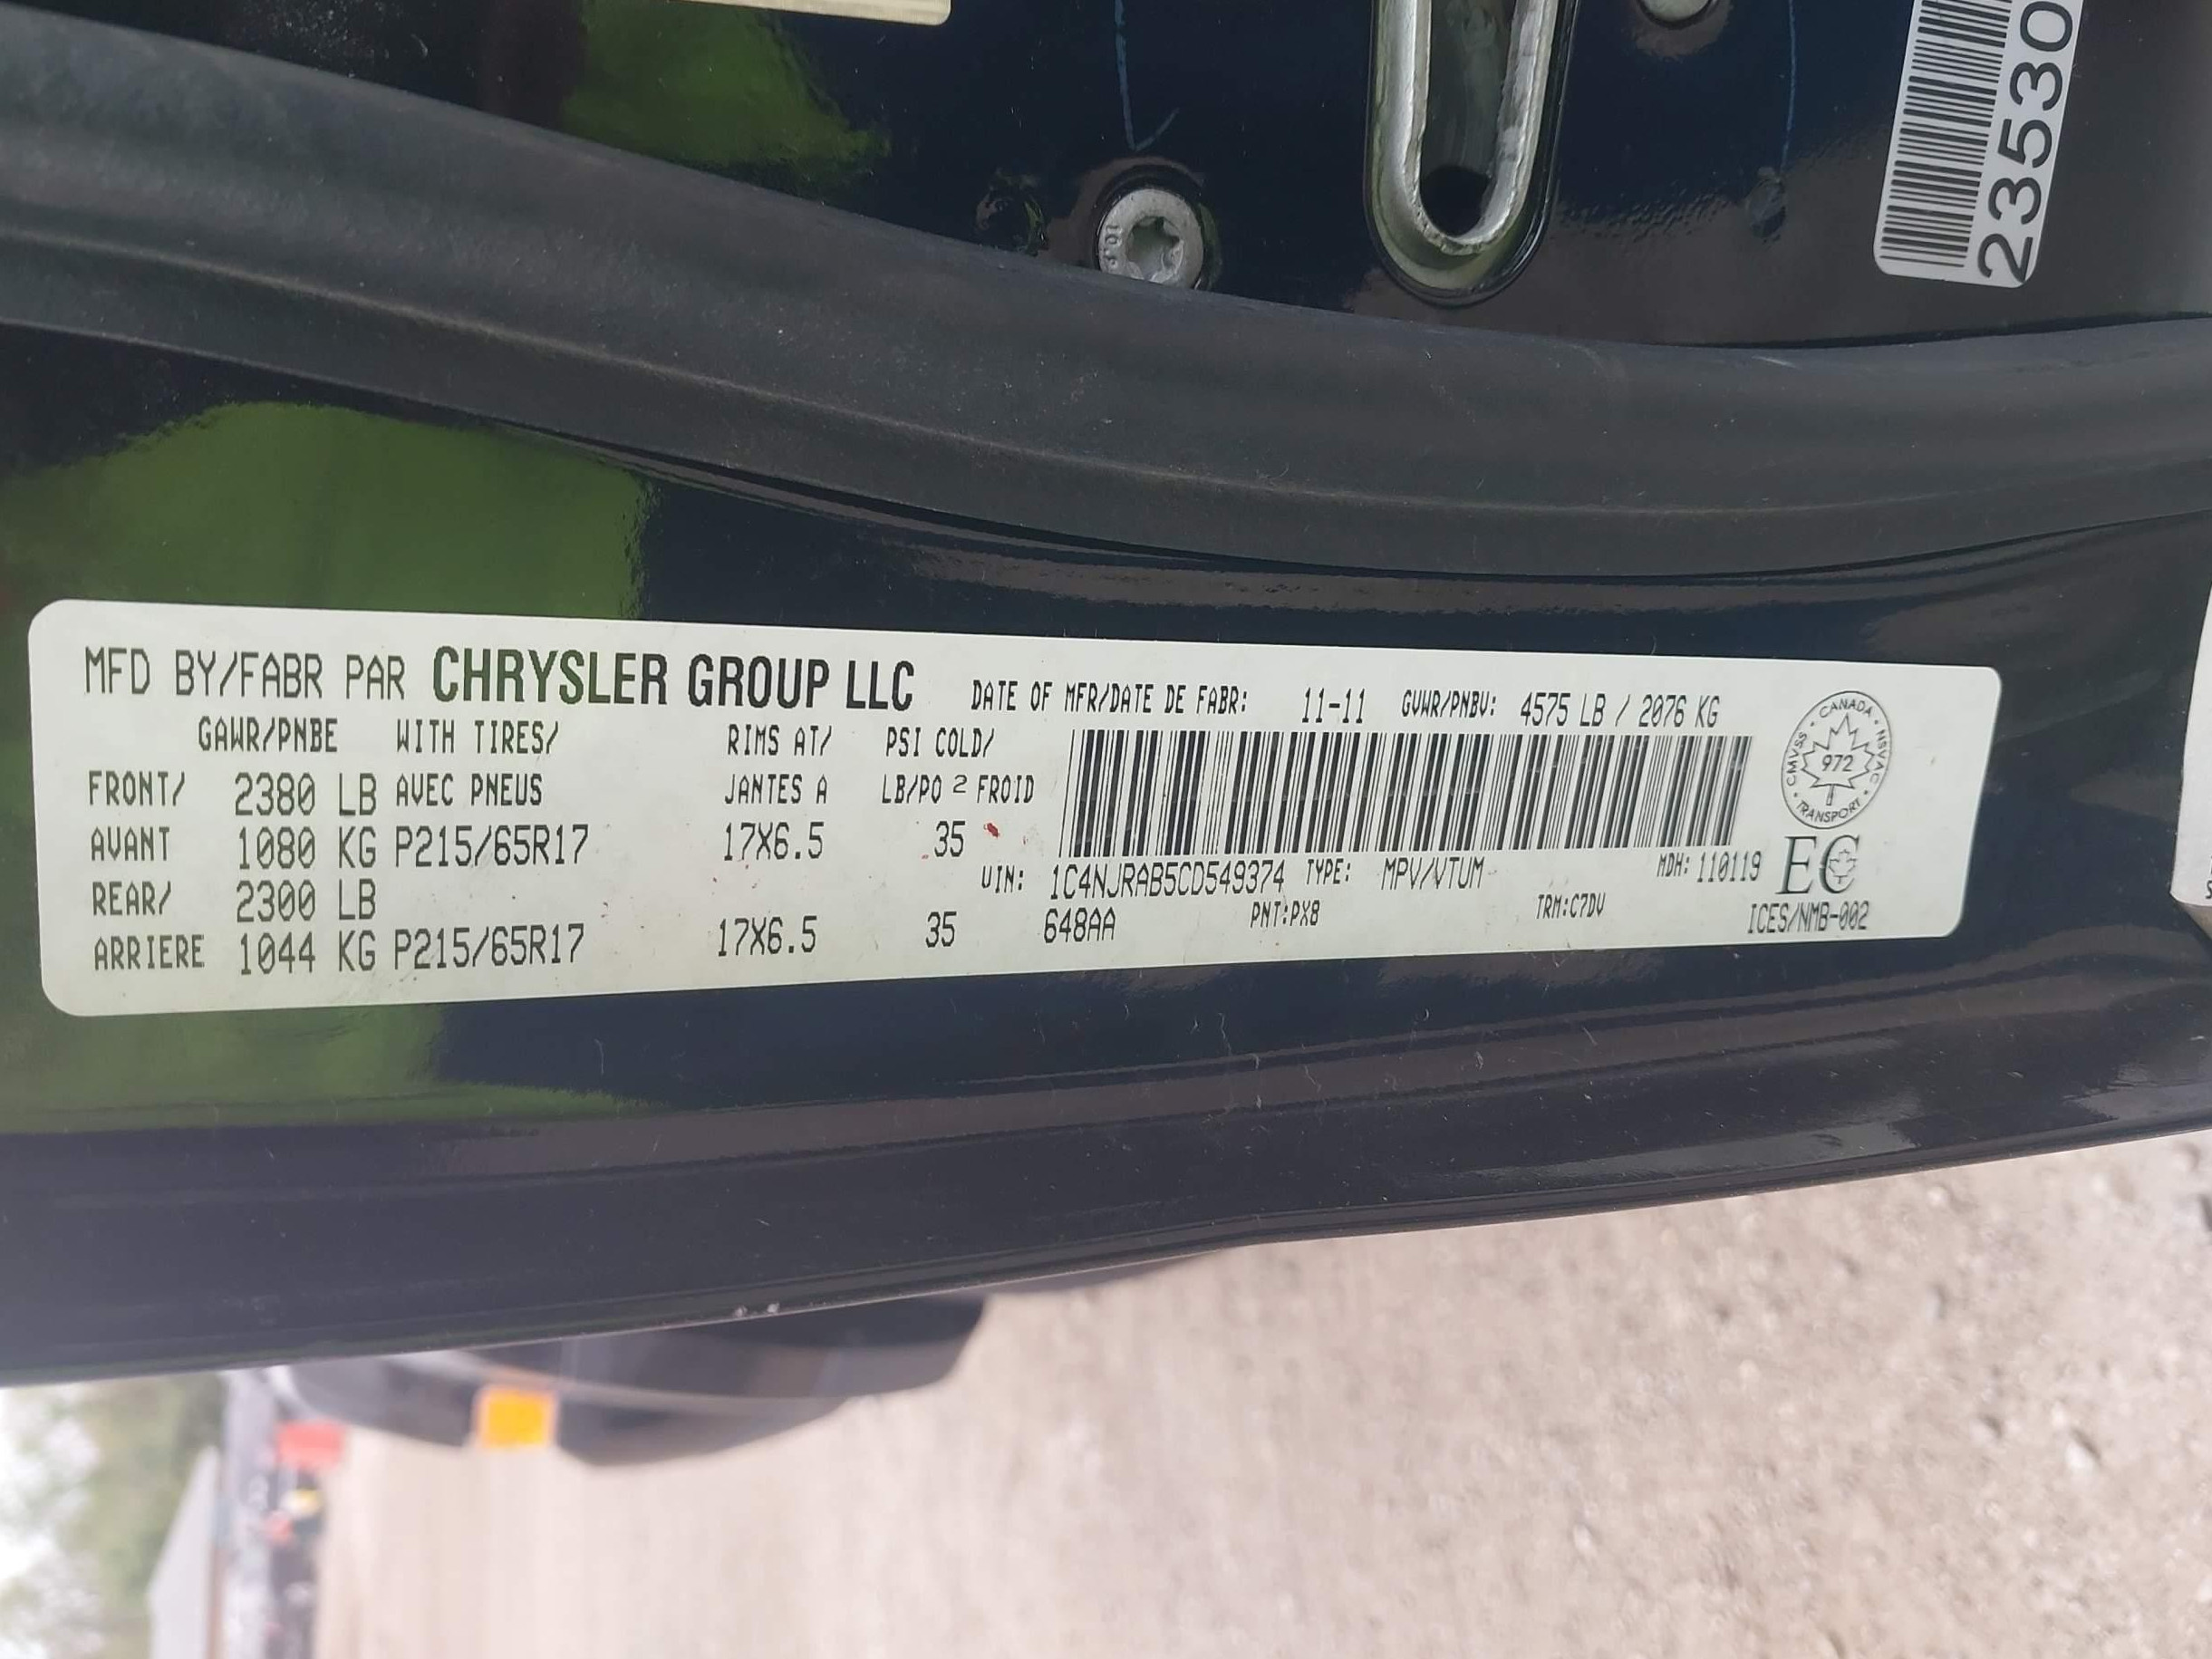 23530
10.9
MFD BY/FABR PAR CHRYSLER GROUP LLC DATE OF MFR/DATE DE FABR: 11-11 GVWR/PNBV: 4575 LB / 2076 KG
GAWR/PNBE WITH TIRES/ RIMS AT/ PSI COLD/
FRONT/ 2380 LB AVEC PNEUS JANTES A LB/PO 2 FROID
AVANT 1080 KG P215/65R17 17X6.5 35
REAR/ 2300 LB
VIN: 1C4NJRAB5CD549374 TYPE: MPV/VTUM MDH: 110119
ARRIERE 1044 KG P215/65R17 17X6.5 35 648AA PNT:PX8 TRM:C7DV
CANADA · NSVAC · TRANSPORT · CMVSS
972
EC
ICES/NMB-002